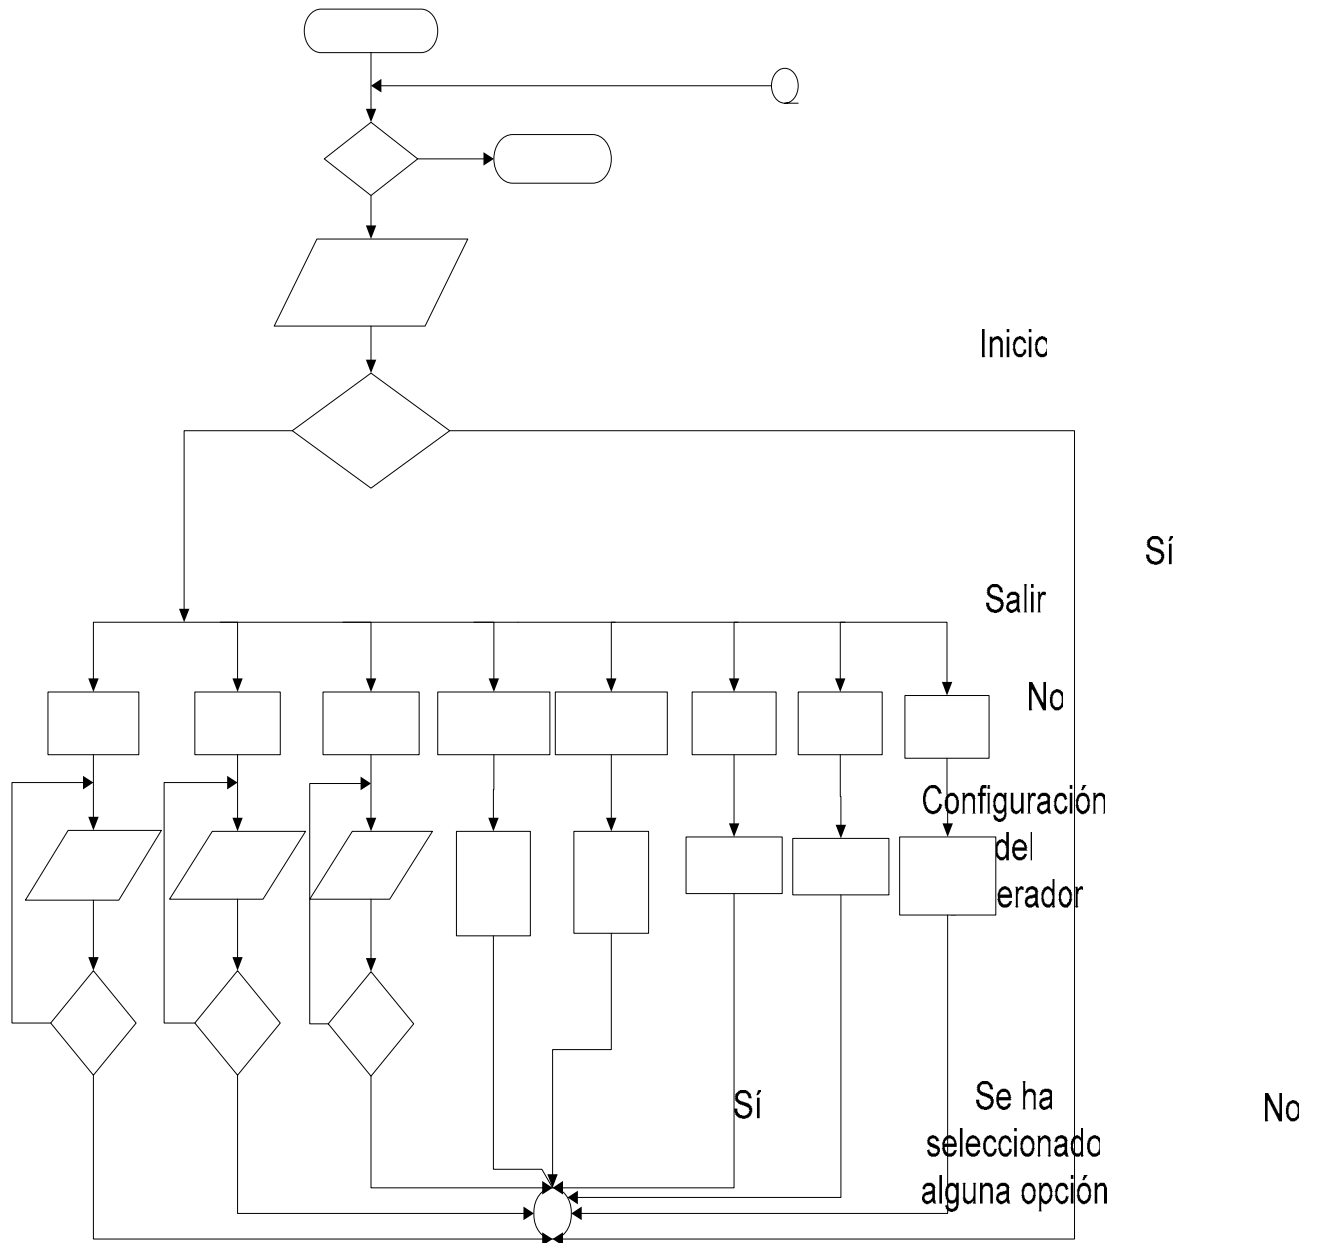 Inicio
Sí
Salir
No
Configuración
del
erador
Sí
Se ha
seleccionado
alguna opción
No